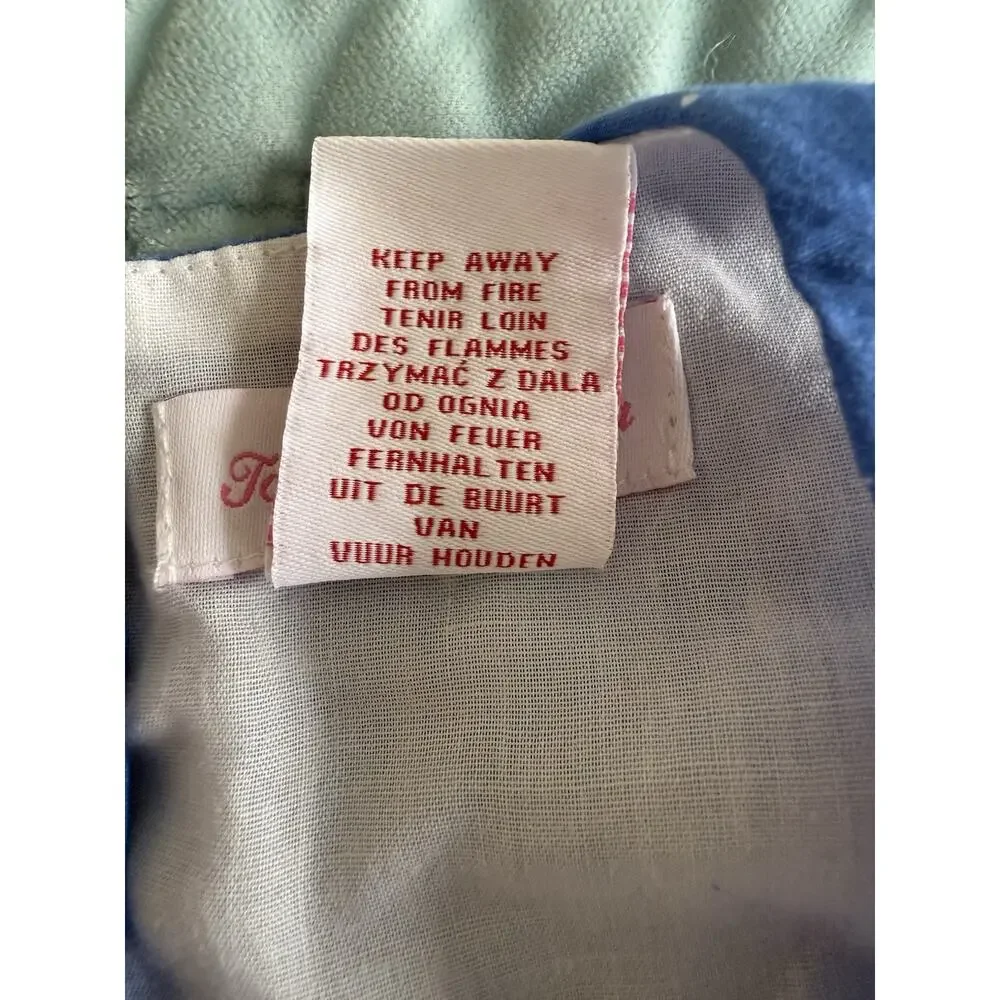 KEEP AWAY
FROM FIRE
TENIR LOIN
DES FLAMMES
TRZYMAĆ Z DALA
OD OGNIA
VON FEUER
FERNHALTEN
UIT DE BUURT
VAN
VUUR HOUDEN